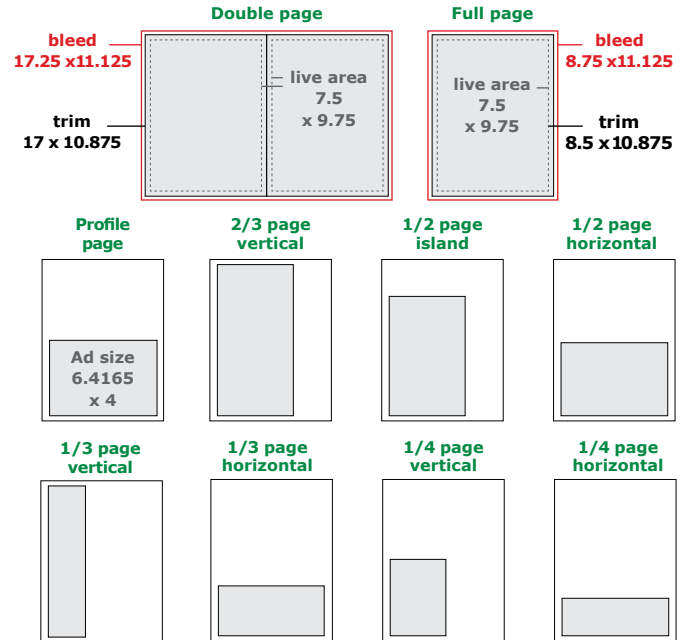 Double page
bleed
17.25 x11.125
trim
17 x 10.875
live area
7.5
x 9.75
Full page
bleed
8.75 x11.125
live area
7.5
x 9.75
trim
8.5 x10.875
Profile
page
Ad size
6.4165
x 4
2/3 page
vertical
1/2 page
island
1/2 page
horizontal
1/3 page
vertical
1/3 page
horizontal
1/4 page
vertical
1/4 page
horizontal